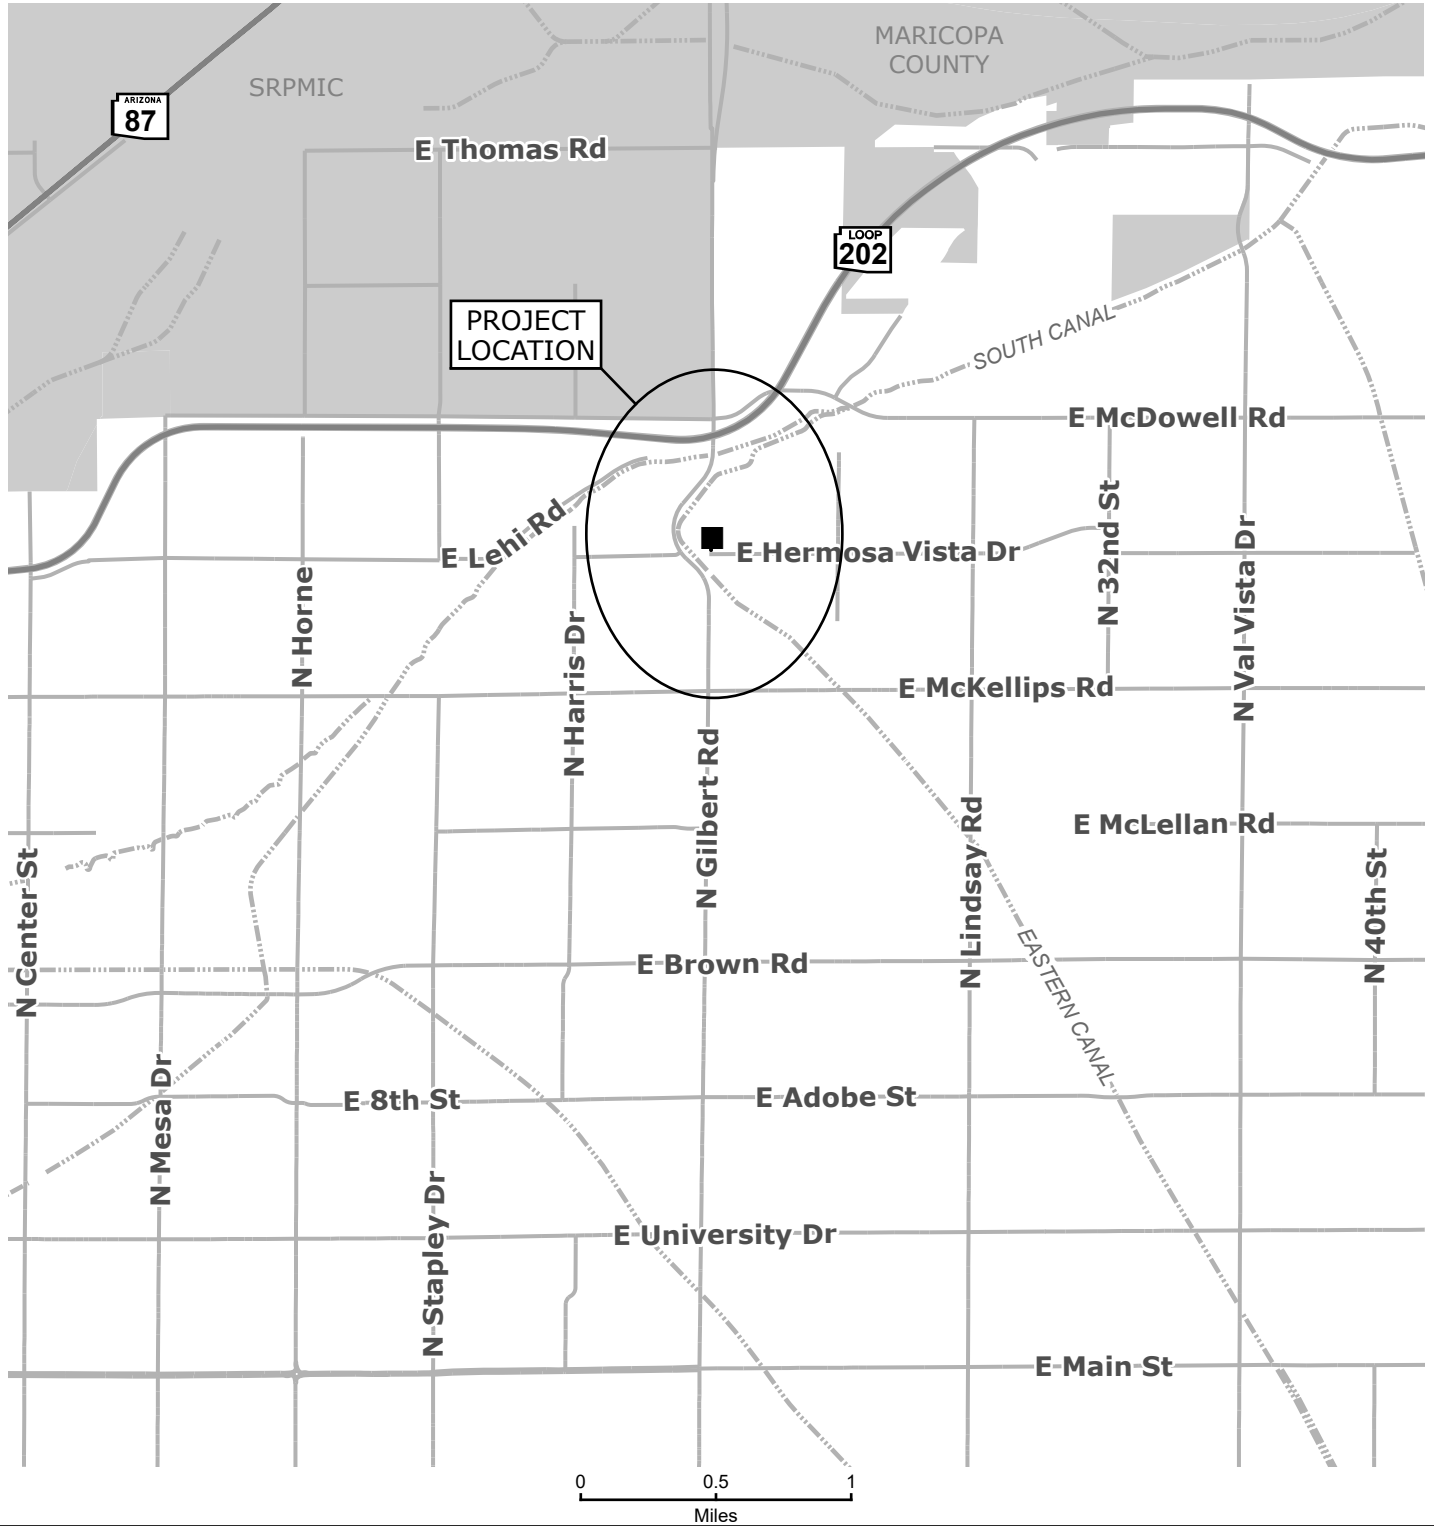 MARICOPA
COUNTY
SRPMIC
ARIZONA
87
E Thomas Rd
LOOP
202
PROJECT
LOCATION
SOUTH CANAL
E McDowell Rd
E Lehi Rd
E Hermosa Vista Dr
N 32nd St
N Val Vista Dr
N Horne
N Harris Dr
E McKellips Rd
N Gilbert Rd
N Lindsay Rd
E McLellan Rd
N Center St
N 40th St
E Brown Rd
EASTERN CANAL
N Mesa Dr
E 8th St
E Adobe St
N Stapley Dr
E University Dr
E Main St
0 0.5 1
Miles